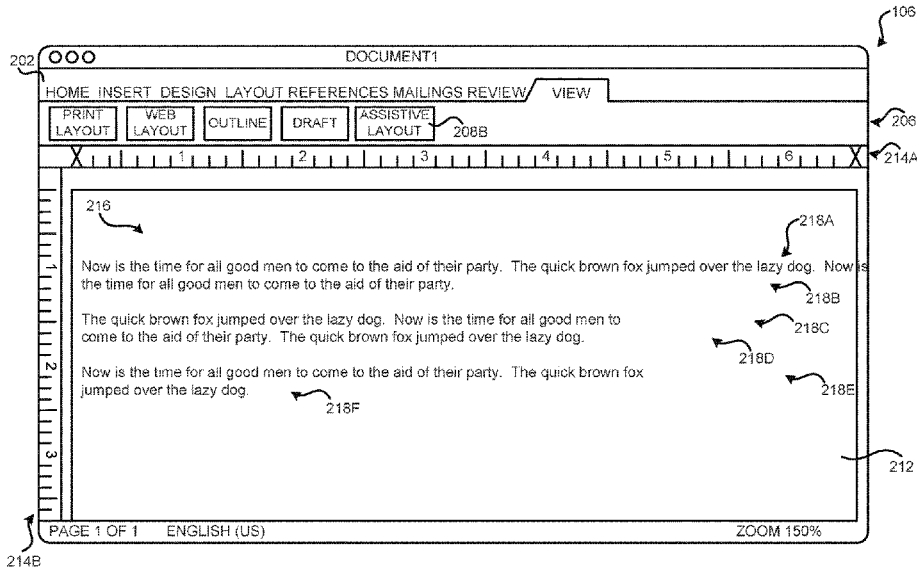 106
DOCUMENT1
202
HOME INSERT DESIGN LAYOUT REFERENCES MAILINGS REVIEW VIEW
PRINT LAYOUT
WEB LAYOUT
OUTLINE
DRAFT
ASSISTIVE LAYOUT
208B
206
1 2 3 4 5 6
214A
216
218A
1
Now is the time for all good men to come to the aid of their party. The quick brown fox jumped over the lazy dog. Now is
the time for all good men to come to the aid of their party.
218B
The quick brown fox jumped over the lazy dog. Now is the time for all good men to
218C
come to the aid of their party. The quick brown fox jumped over the lazy dog.
218D
2
Now is the time for all good men to come to the aid of their party. The quick brown fox
218E
jumped over the lazy dog.
218F
3
212
PAGE 1 OF 1 ENGLISH (US) ZOOM 150%
214B